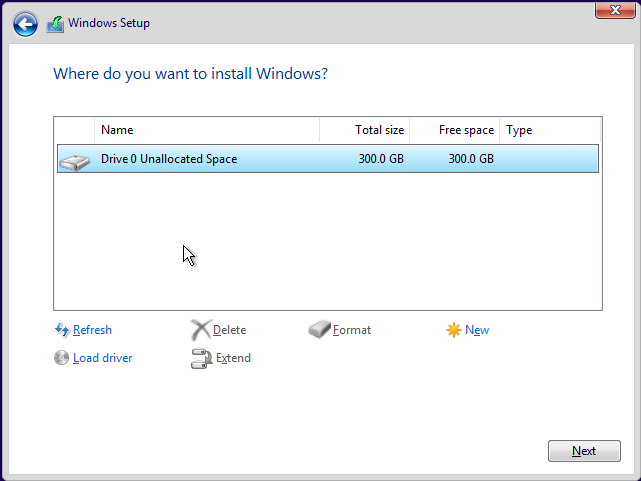 Windows Setup
Where do you want to install Windows?
Name Total size Free space Type
Drive 0 Unallocated Space 300.0 GB 300.0 GB
Refresh Delete Format New
Load driver Extend
Next